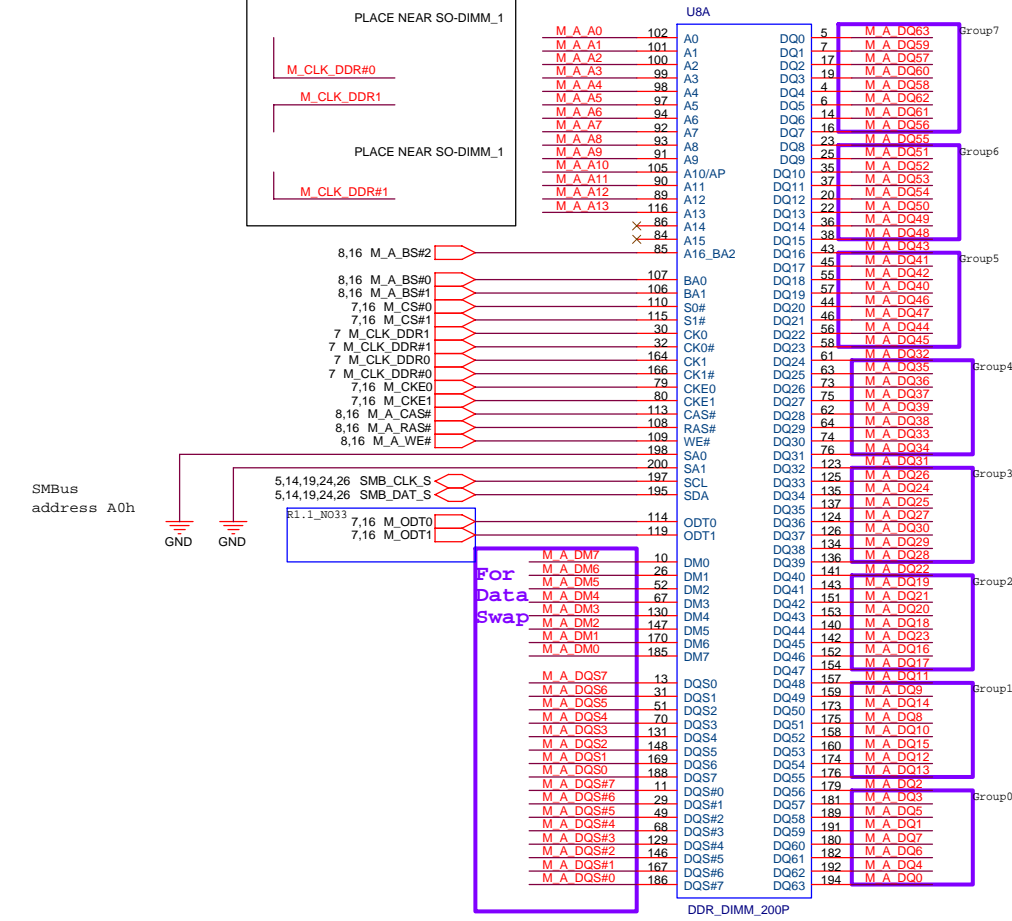 PLACE NEAR SO-DIMM_1
M_CLK_DDR#0
M_CLK_DDR1
PLACE NEAR SO-DIMM_1
M_CLK_DDR#1
U8A
M_A_A0 102 A0
M_A_A1 101 A1
M_A_A2 100 A2
M_A_A3 99 A3
M_A_A4 98 A4
M_A_A5 97 A5
M_A_A6 94 A6
M_A_A7 92 A7
M_A_A8 93 A8
M_A_A9 91 A9
M_A_A10 105 A10/AP
M_A_A11 90 A11
M_A_A12 89 A12
M_A_A13 116 A13
86 A14
84 A15
8,16 M_A_BS#2 85 A16_BA2
8,16 M_A_BS#0 107 BA0
8,16 M_A_BS#1 106 BA1
7,16 M_CS#0 110 S0#
7,16 M_CS#1 115 S1#
7 M_CLK_DDR1 30 CK0
7 M_CLK_DDR#1 32 CK0#
7 M_CLK_DDR0 164 CK1
7 M_CLK_DDR#0 166 CK1#
7,16 M_CKE0 79 CKE0
7,16 M_CKE1 80 CKE1
8,16 M_A_CAS# 113 CAS#
8,16 M_A_RAS# 108 RAS#
8,16 M_A_WE# 109 WE#
198 SA0
200 SA1
5,14,19,24,26 SMB_CLK_S 197 SCL
5,14,19,24,26 SMB_DAT_S 195 SDA
SMBus
address A0h
GND
GND
R1.1_NO33
7,16 M_ODT0 114 ODT0
7,16 M_ODT1 119 ODT1
For
Data
Swap
M_A_DM7 10 DM0
M_A_DM6 26 DM1
M_A_DM5 52 DM2
M_A_DM4 67 DM3
M_A_DM3 130 DM4
M_A_DM2 147 DM5
M_A_DM1 170 DM6
M_A_DM0 185 DM7
M_A_DQS7 13 DQS0
M_A_DQS6 31 DQS1
M_A_DQS5 51 DQS2
M_A_DQS4 70 DQS3
M_A_DQS3 131 DQS4
M_A_DQS2 148 DQS5
M_A_DQS1 169 DQS6
M_A_DQS0 188 DQS7
M_A_DQS#7 11 DQS#0
M_A_DQS#6 29 DQS#1
M_A_DQS#5 49 DQS#2
M_A_DQS#4 68 DQS#3
M_A_DQS#3 129 DQS#4
M_A_DQS#2 146 DQS#5
M_A_DQS#1 167 DQS#6
M_A_DQS#0 186 DQS#7
DQ0 5 M_A_DQ63 Group7
DQ1 7 M_A_DQ59
DQ2 17 M_A_DQ57
DQ3 19 M_A_DQ60
DQ4 4 M_A_DQ58
DQ5 6 M_A_DQ62
DQ6 14 M_A_DQ61
DQ7 16 M_A_DQ56
DQ8 23 M_A_DQ55
DQ9 25 M_A_DQ51 Group6
DQ10 35 M_A_DQ52
DQ11 37 M_A_DQ53
DQ12 20 M_A_DQ54
DQ13 22 M_A_DQ50
DQ14 36 M_A_DQ49
DQ15 38 M_A_DQ48
DQ16 43 M_A_DQ43
DQ17 45 M_A_DQ41 Group5
DQ18 55 M_A_DQ42
DQ19 57 M_A_DQ40
DQ20 44 M_A_DQ46
DQ21 46 M_A_DQ47
DQ22 56 M_A_DQ44
DQ23 58 M_A_DQ45
DQ24 61 M_A_DQ32
DQ25 63 M_A_DQ35 Group4
DQ26 73 M_A_DQ36
DQ27 75 M_A_DQ37
DQ28 62 M_A_DQ39
DQ29 64 M_A_DQ38
DQ30 74 M_A_DQ33
DQ31 76 M_A_DQ34
DQ32 123 M_A_DQ31
DQ33 125 M_A_DQ26 Group3
DQ34 135 M_A_DQ24
DQ35 137 M_A_DQ25
DQ36 124 M_A_DQ27
DQ37 126 M_A_DQ30
DQ38 134 M_A_DQ29
DQ39 136 M_A_DQ28
DQ40 141 M_A_DQ22
DQ41 143 M_A_DQ19 Group2
DQ42 151 M_A_DQ21
DQ43 153 M_A_DQ20
DQ44 140 M_A_DQ18
DQ45 142 M_A_DQ23
DQ46 152 M_A_DQ16
DQ47 154 M_A_DQ17
DQ48 157 M_A_DQ11
DQ49 159 M_A_DQ9 Group1
DQ50 173 M_A_DQ14
DQ51 175 M_A_DQ8
DQ52 158 M_A_DQ10
DQ53 160 M_A_DQ15
DQ54 174 M_A_DQ12
DQ55 176 M_A_DQ13
DQ56 179 M_A_DQ2
DQ57 181 M_A_DQ3 Group0
DQ58 189 M_A_DQ5
DQ59 191 M_A_DQ1
DQ60 180 M_A_DQ7
DQ61 182 M_A_DQ6
DQ62 192 M_A_DQ4
DQ63 194 M_A_DQ0
DDR_DIMM_200P